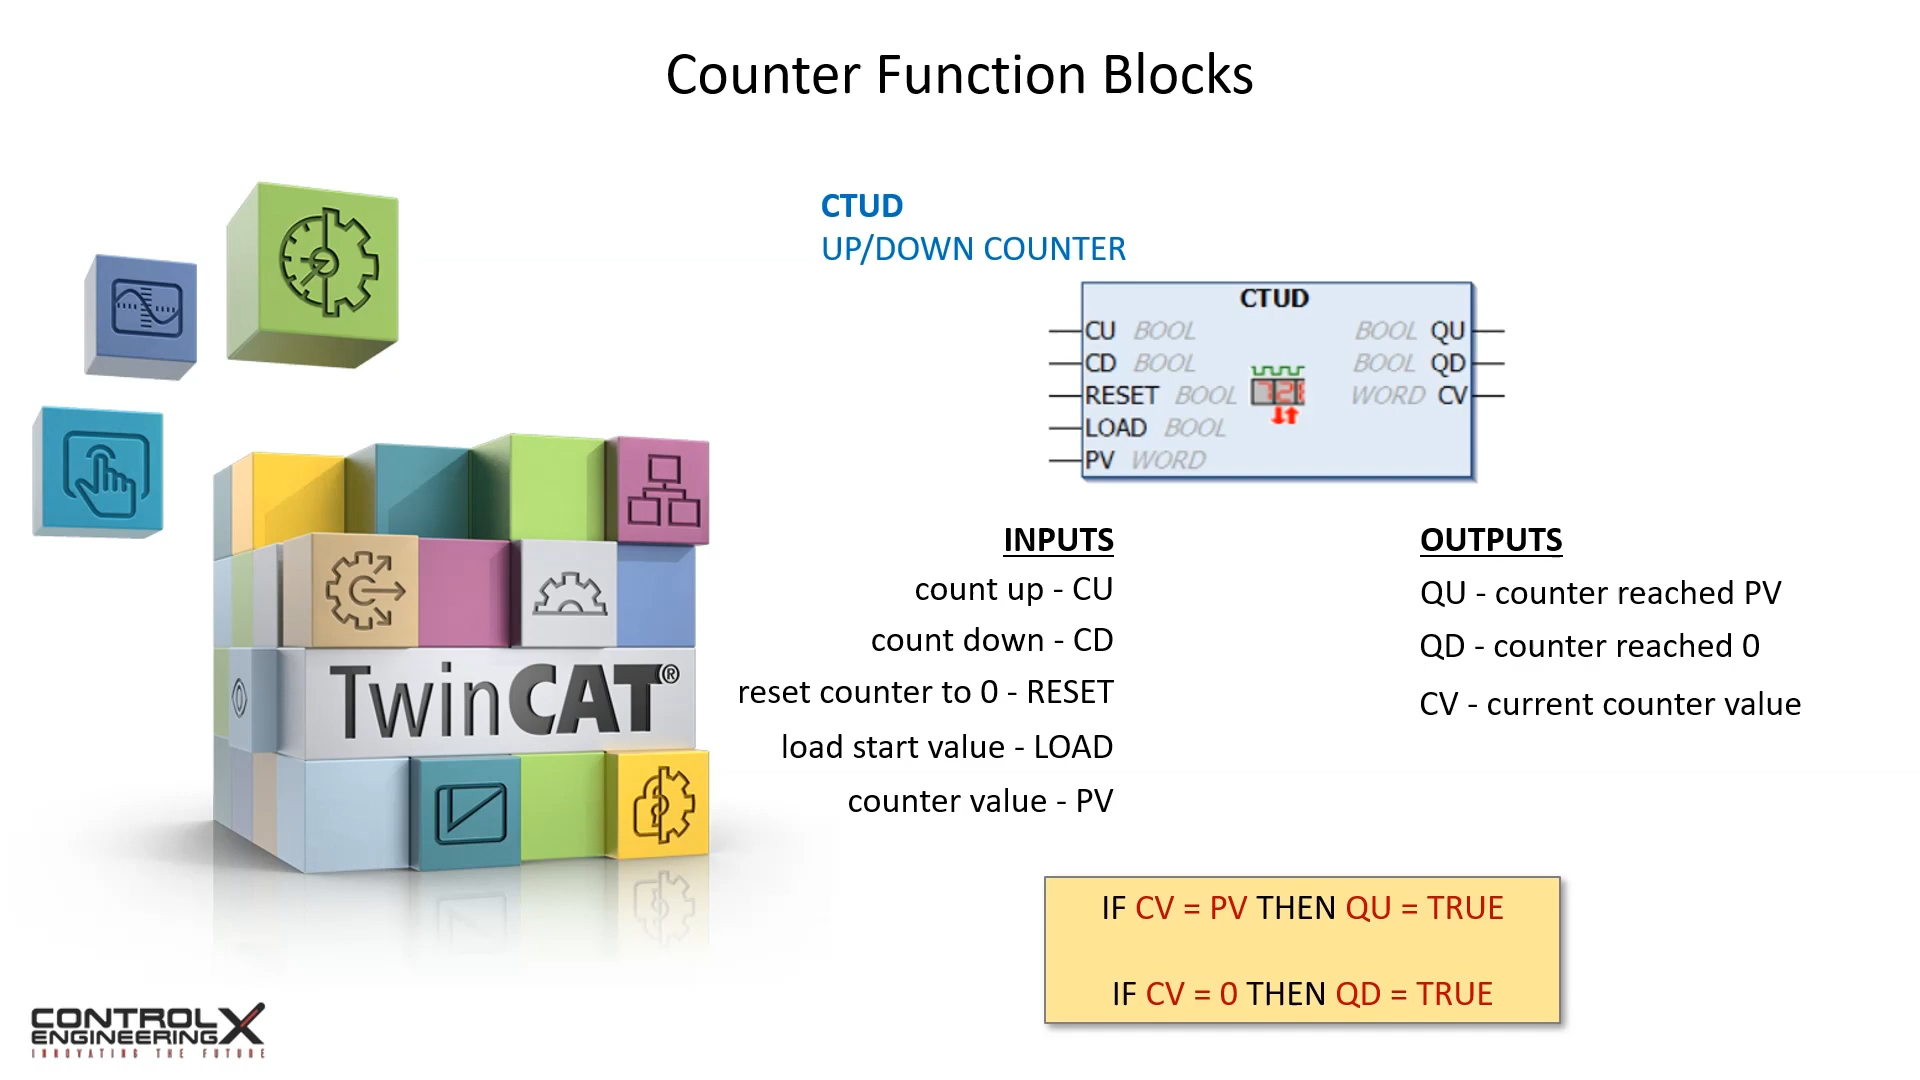 Counter Function Blocks
CTUD
UP/DOWN COUNTER
CTUD
CU BOOL
BOOL QU
CD BOOL
BOOL QD
RESET BOOL
WORD CV
LOAD BOOL
PV WORD
INPUTS
count up - CU
count down - CD
reset counter to 0 - RESET
load start value - LOAD
counter value - PV
OUTPUTS
QU - counter reached PV
QD - counter reached 0
CV - current counter value
IF CV = PV THEN QU = TRUE
IF CV = 0 THEN QD = TRUE
TwinCAT®
CONTROL X
ENGINEERING
INNOVATING THE FUTURE